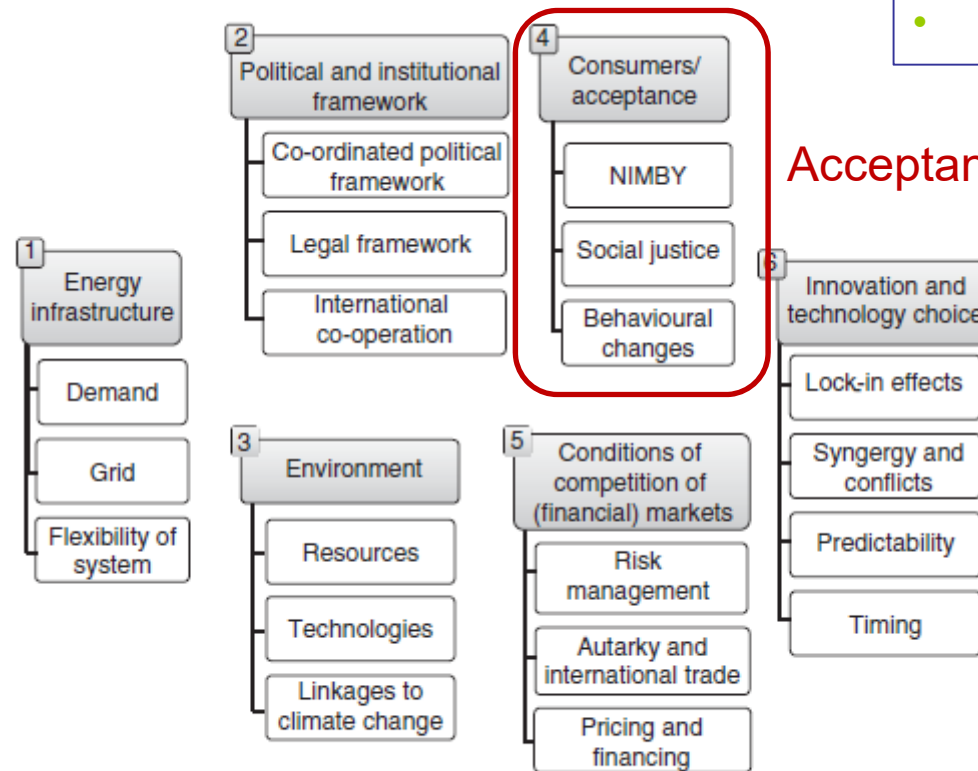 1
Energy
infrastructure
Demand
Grid
Flexibility of
system
2
Political and institutional
framework
Co-ordinated political
framework
Legal framework
International
co-operation
3
Environment
Resources
Technologies
Linkages to
climate change
4
Consumers/
acceptance
NIMBY
Social justice
Behavioural
changes
Acceptan
5
Conditions of
competition of
(financial) markets
Risk
management
Autarky and
international trade
Pricing and
financing
6
Innovation and
technology choice
Lock-in effects
Syngergy and
conflicts
Predictability
Timing